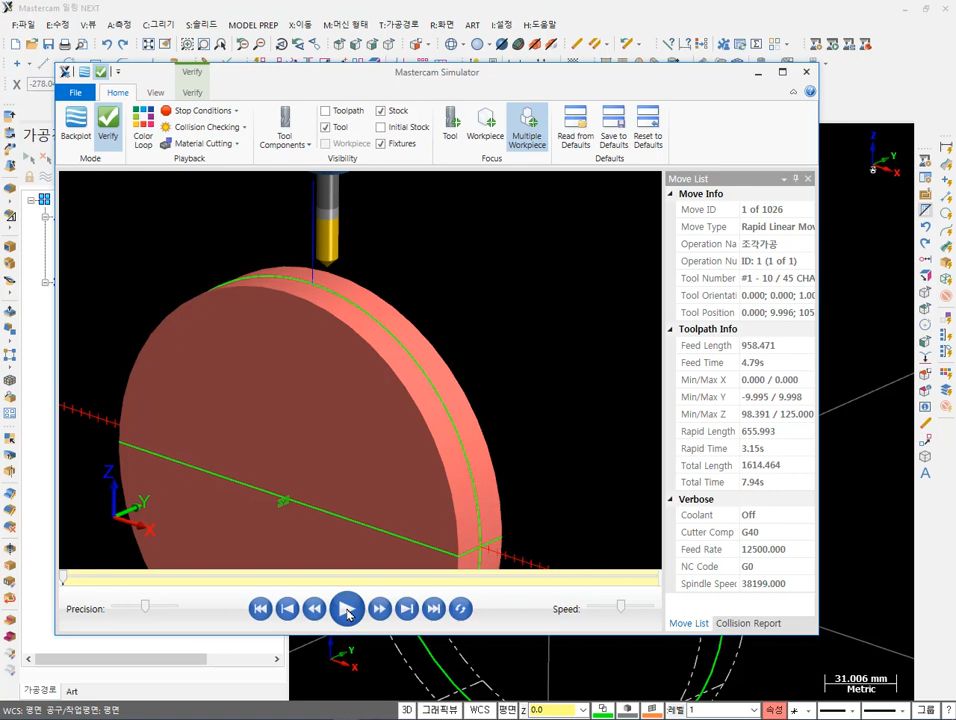 Mastercam 밀링 NEXT
F:파일 E:수정 V:뷰 A:측정 C:그리기 S:솔리드 MODEL PREP X:이동 M:머신 형태 T:가공경로 R:화면 ART I:설정 H:도움말
X -278.04
Mastercam Simulator
Verify
File Home View Verify
Backplot Verify
Mode
Color Loop
Stop Conditions
Collision Checking
Material Cutting
Playback
Tool Components
Toolpath Stock
Tool Initial Stock
Workpiece Fixtures
Visibility
Tool Workpiece Multiple Workpiece
Focus
Read from Defaults Save to Defaults Reset to Defaults
Defaults
Move List
Move Info
Move ID 1 of 1026
Move Type Rapid Linear Mov
Operation Na 조각가공
Operation Nu ID: 1 (1 of 1)
Tool Number #1 - 10 / 45 CHA
Tool Orientat 0.000; 0.000; 1.00
Tool Position 0.000; 9.996; 105
Toolpath Info
Feed Length 958.471
Feed Time 4.79s
Min/Max X 0.000 / 0.000
Min/Max Y -9.995 / 9.998
Min/Max Z 98.391 / 125.000
Rapid Length 655.993
Rapid Time 3.15s
Total Length 1614.464
Total Time 7.94s
Verbose
Coolant Off
Cutter Comp G40
Feed Rate 12500.000
NC Code G0
Spindle Speed 38199.000
Z
Y
X
Precision:
Speed:
Move List Collision Report
가공경로 Art
Z
Y
X
Y
X
31.006 mm
Metric
WCS: 평면 공구/작업평면: 평면
3D 그래픽뷰 WCS 평면 Z 0.0 레벨 1 속성 그룹 ?